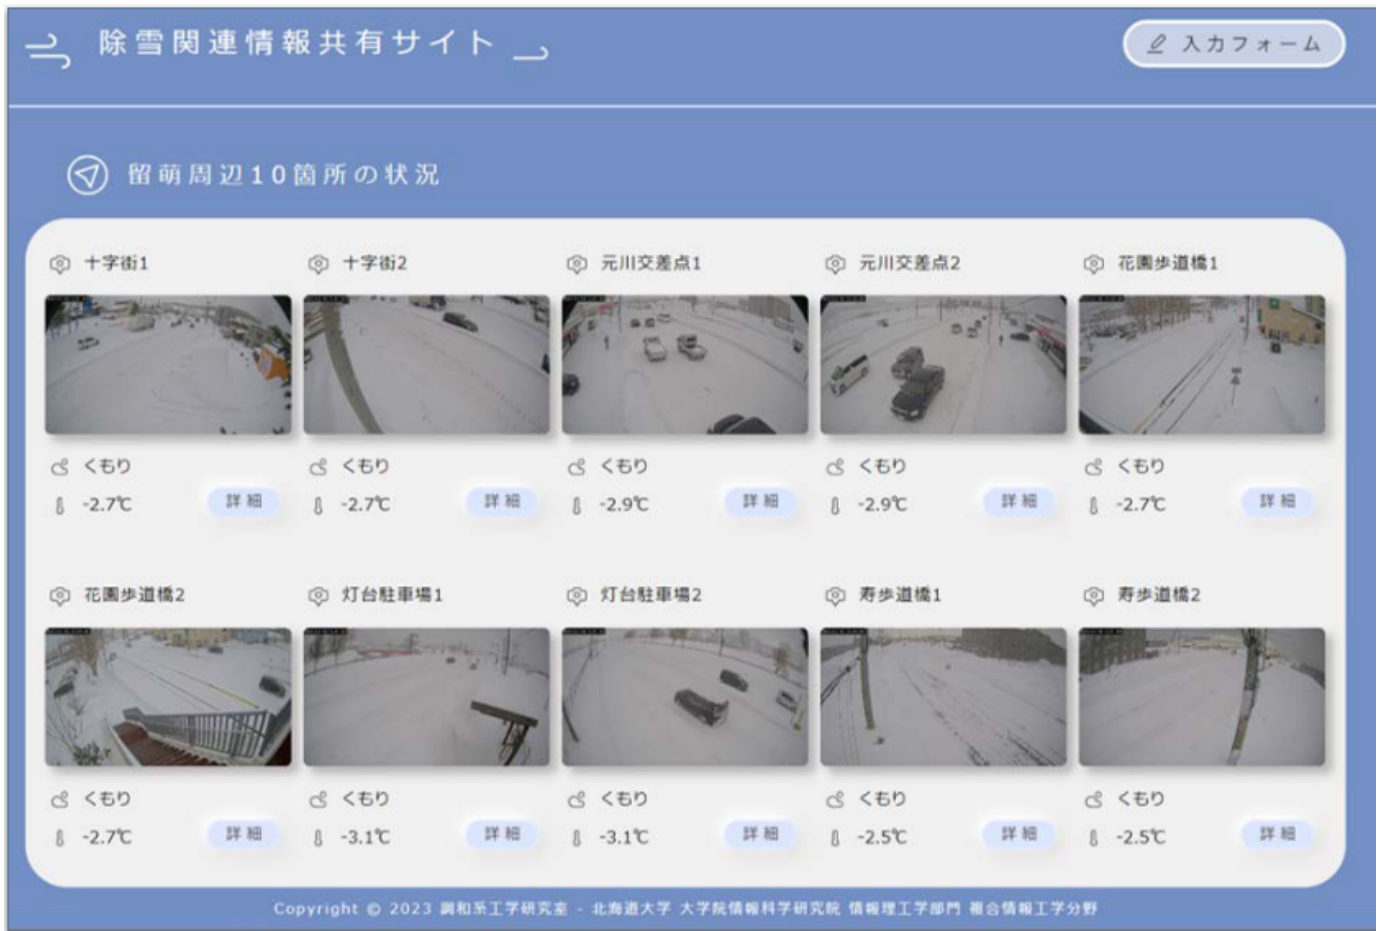 除雪関連情報共有サイト
入力フォーム
留萌周辺10箇所の状況
十字街1 十字街2 元川交差点1 元川交差点2 花園歩道橋1
くもり くもり くもり くもり くもり
-2.7℃ 詳細 -2.7℃ 詳細 -2.9℃ 詳細 -2.9℃ 詳細 -2.7℃ 詳細
花園歩道橋2 灯台駐車場1 灯台駐車場2 寿歩道橋1 寿歩道橋2
くもり くもり くもり くもり くもり
-2.7℃ 詳細 -3.1℃ 詳細 -3.1℃ 詳細 -2.5℃ 詳細 -2.5℃ 詳細
Copyright © 2023 調和系工学研究室 - 北海道大学 大学院情報科学研究院 情報理工学部門 複合情報工学分野